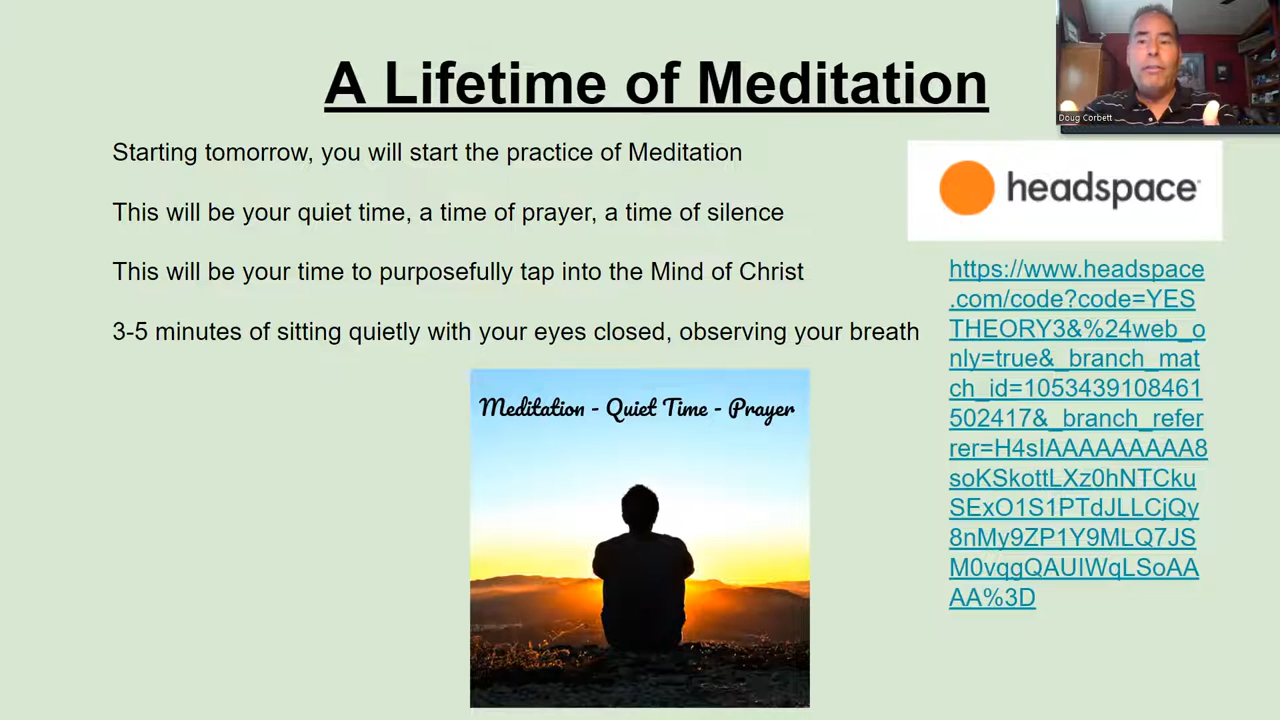 A Lifetime of Meditation
Doug Corbett
Starting tomorrow, you will start the practice of Meditation
This will be your quiet time, a time of prayer, a time of silence
This will be your time to purposefully tap into the Mind of Christ
3-5 minutes of sitting quietly with your eyes closed, observing your breath
headspace
https://www.headspace
.com/code?code=YES
THEORY3&%24web_o
nly=true&_branch_mat
ch_id=1053439108461
502417&_branch_refer
rer=H4sIAAAAAAAAA8
soKSkottLXz0hNTCku
SExO1S1PTdJLLCjQy
8nMy9ZP1Y9MLQ7JS
M0vqgQAUIWqLSoAA
AA%3D
Meditation - Quiet Time - Prayer